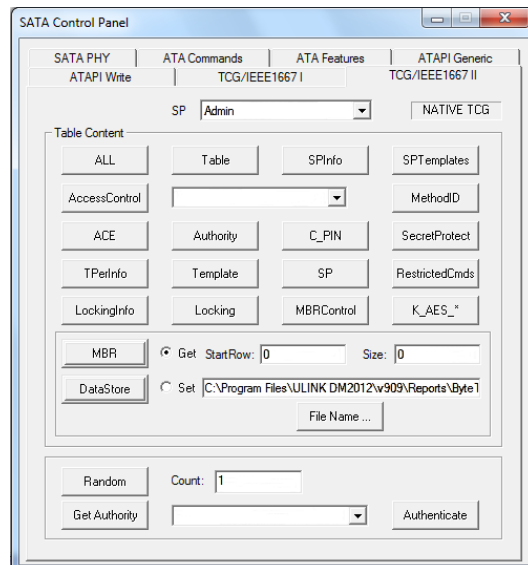 SATA Control Panel
SATA PHY ATA Commands ATA Features ATAPI Generic
ATAPI Write TCG/IEEE1667 I TCG/IEEE1667 II
SP Admin NATIVE TCG
Table Content
ALL Table SPInfo SPTemplates
AccessControl MethodID
ACE Authority C_PIN SecretProtect
TPerInfo Template SP RestrictedCmds
LockingInfo Locking MBRControl K_AES_*
MBR Get StartRow: 0 Size: 0
DataStore Set C:\Program Files\ULINK DM2012\v909\Reports\ByteT
File Name ...
Random Count: 1
Get Authority Authenticate